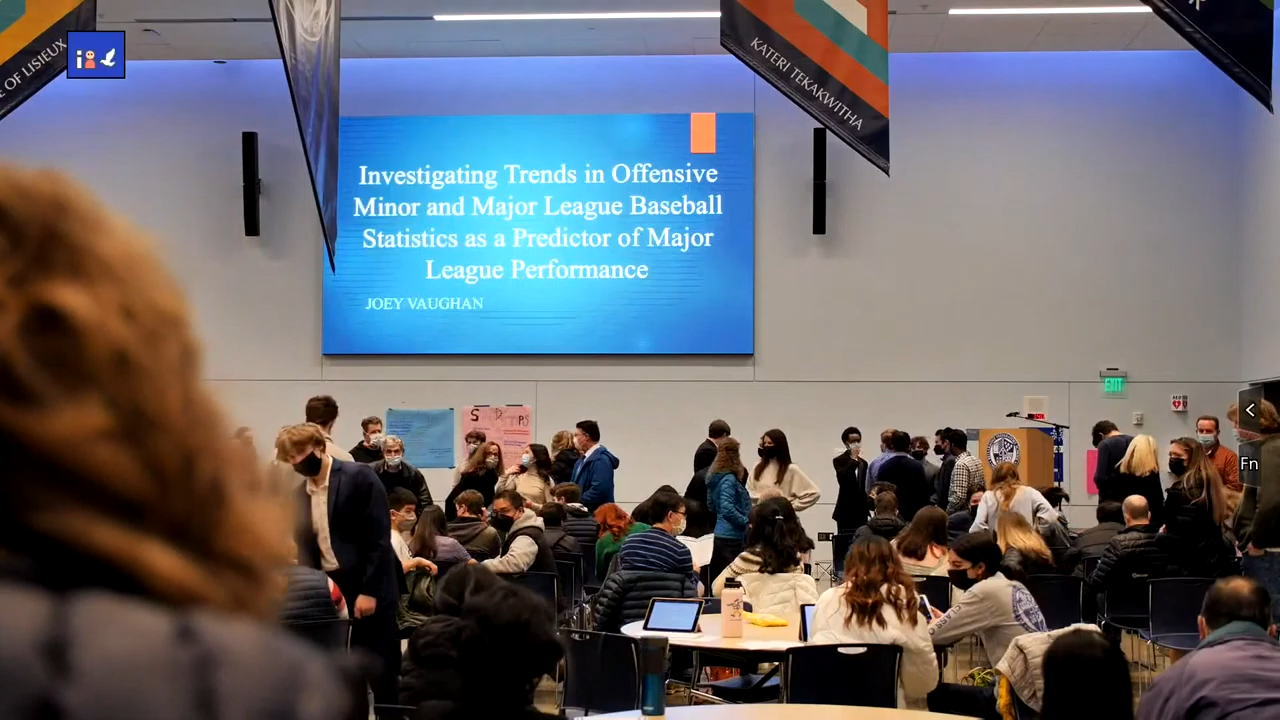 E OF LISIEUX
KATERI TEKAKWITHA
Investigating Trends in Offensive
Minor and Major League Baseball
Statistics as a Predictor of Major
League Performance
JOEY VAUGHAN
EXIT
Fn